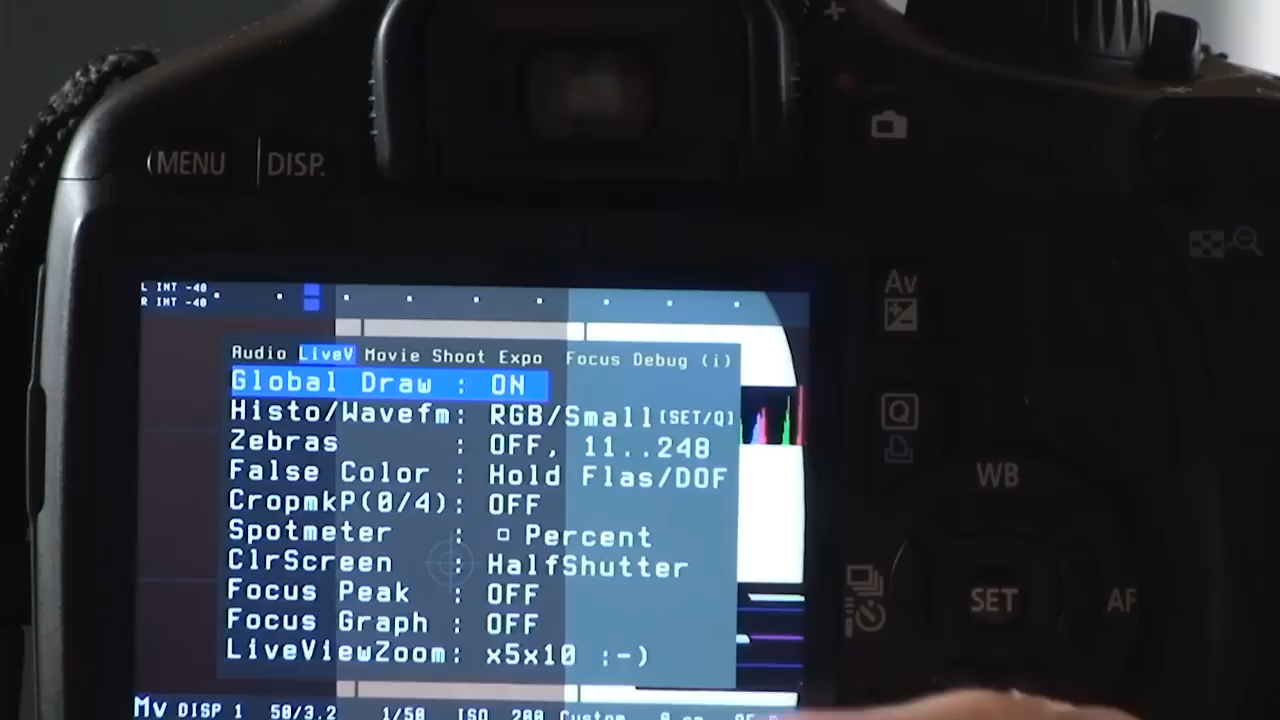 MENU DISP.
Av
Q
WB
SET
AF
L INT -40
R INT -40
Audio LiveV Movie Shoot Expo Focus Debug (i)
Global Draw : ON
Histo/Wavefm: RGB/Small[SET/Q]
Zebras : OFF, 11..248
False Color : Hold Flas/DOF
CropmkP(0/4): OFF
Spotmeter : Percent
ClrScreen : HalfShutter
Focus Peak : OFF
Focus Graph : OFF
LiveViewZoom: x5x10 :-)
Mv DISP 1 50/3.2 1/50 ISO 200 Custom